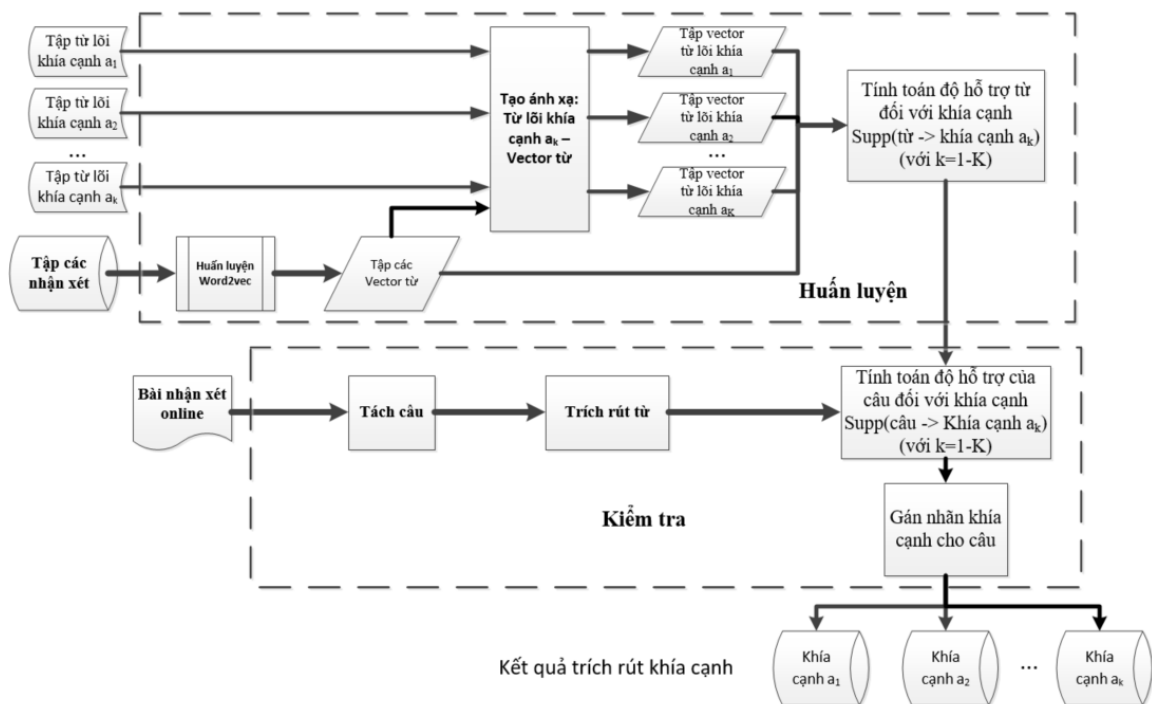 Tập từ lõi
khía cạnh a₁
Tập từ lõi
khía cạnh a₂
...
Tập từ lõi
khía cạnh aₖ
Tạo ánh xạ:
Từ lõi khía
cạnh aₖ –
Vector từ
Tập vector
từ lõi khía
cạnh a₁
Tập vector
từ lõi khía
cạnh a₂
...
Tập vector
từ lõi khía
cạnh a_K
Tính toán độ hỗ trợ từ
đối với khía cạnh
Supp(từ -> khía cạnh aₖ)
(với k=1-K)
Tập các
nhận xét
Huấn luyện
Word2vec
Tập các
Vector từ
Huấn luyện
Bài nhận xét
online
Tách câu
Trích rút từ
Tính toán độ hỗ trợ của
câu đối với khía cạnh
Supp(câu -> Khía cạnh aₖ)
(với k=1-K)
Kiểm tra
Gán nhãn khía
cạnh cho câu
Kết quả trích rút khía cạnh
Khía
cạnh a₁
Khía
cạnh a₂
...
Khía
cạnh aₖ